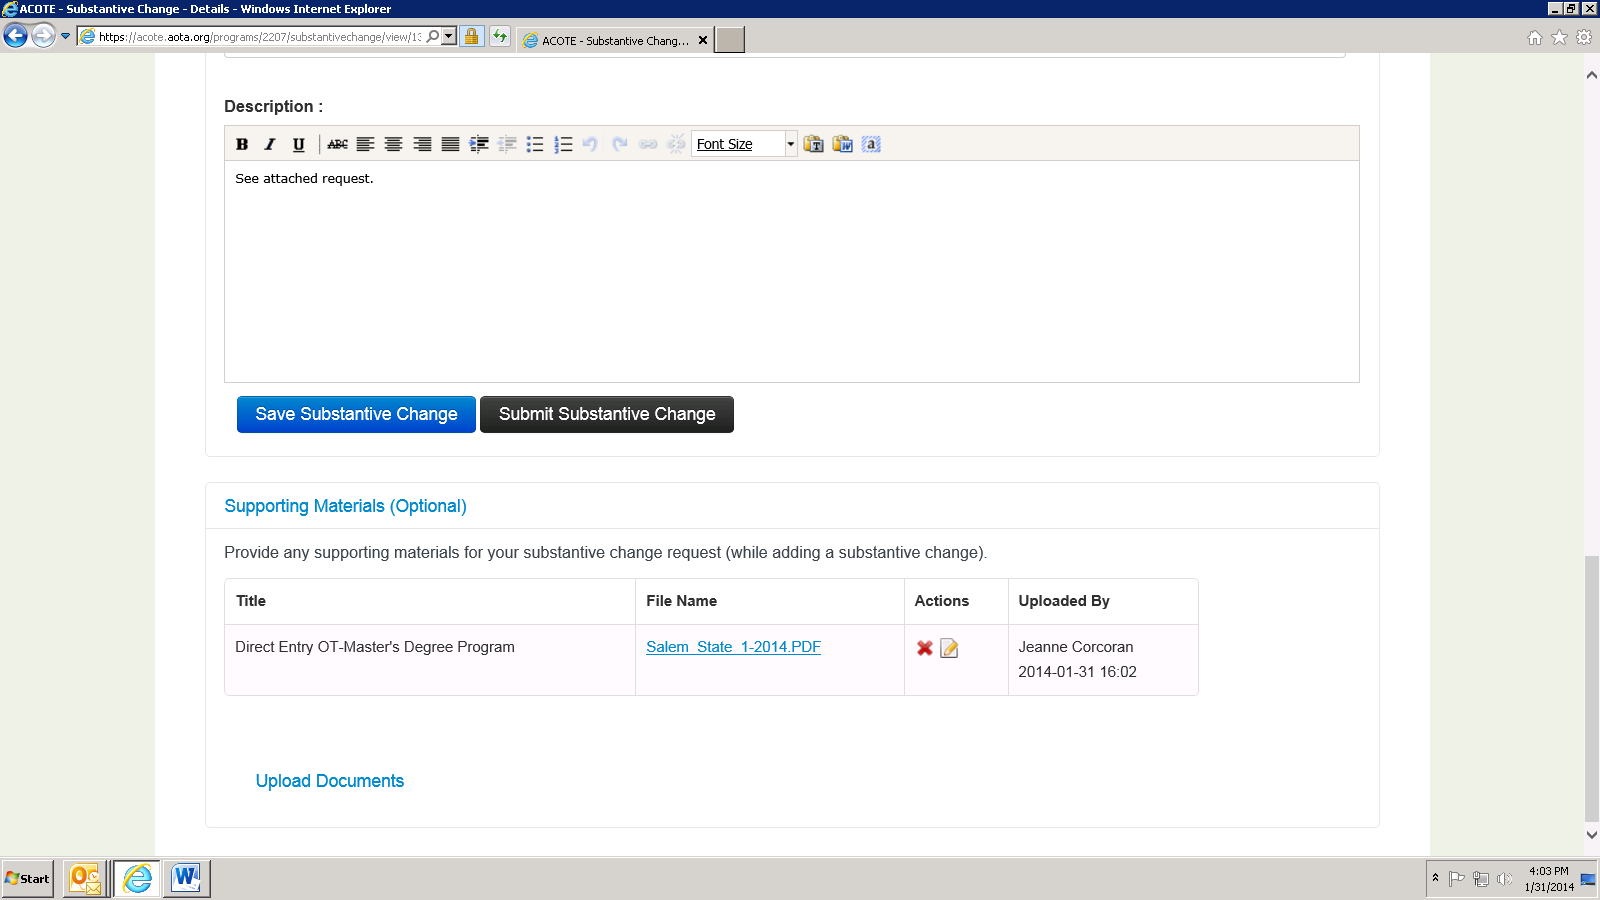 ACOTE - Substantive Change - Details - Windows Internet Explorer
https://acote.aota.org/programs/2207/substantivechange/view/13
ACOTE - Substantive Chang...
Description :
B I U ABC Font Size
See attached request.
Save Substantive Change Submit Substantive Change
Supporting Materials (Optional)
Provide any supporting materials for your substantive change request (while adding a substantive change).
Title File Name Actions Uploaded By
Direct Entry OT-Master's Degree Program Salem_State_1-2014.PDF Jeanne Corcoran
2014-01-31 16:02
Upload Documents
Start
4:03 PM
1/31/2014